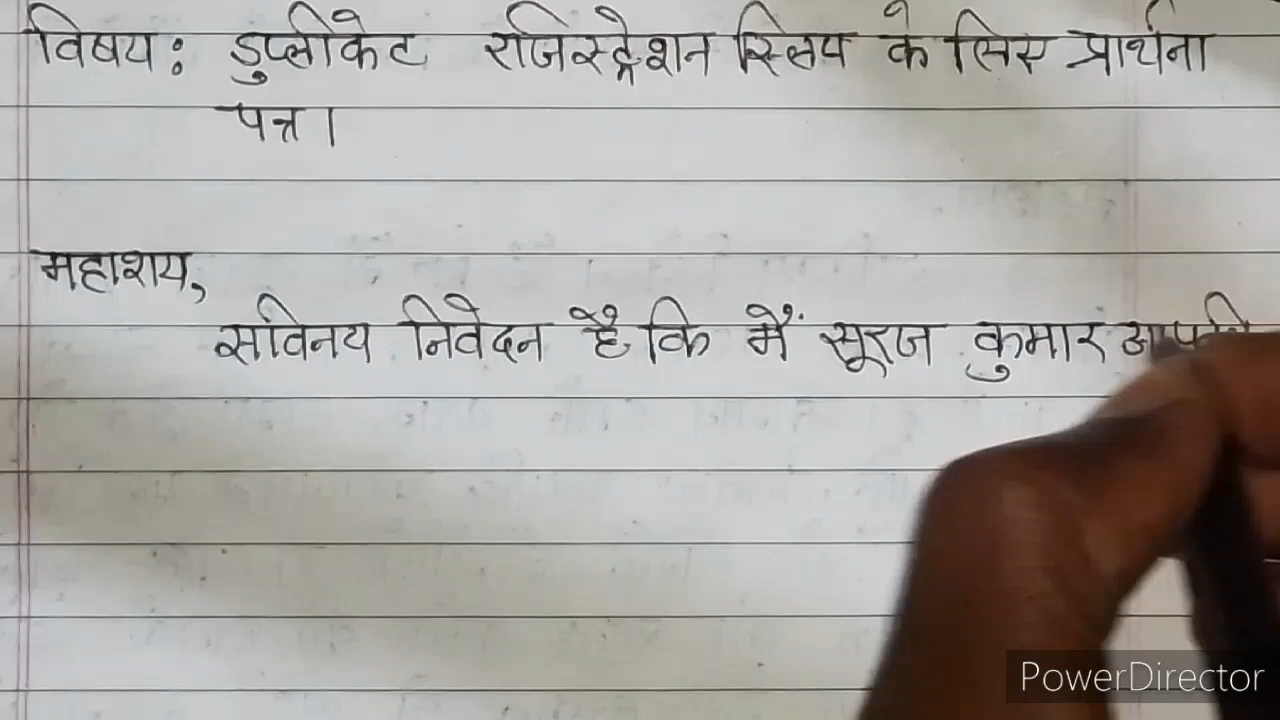 विषय: डुप्लीकेट रजिस्ट्रेशन स्लिप के लिए प्रार्थना
पत्र।
महाशय,
सविनय निवेदन है कि मैं सूरज कुमार
PowerDirector